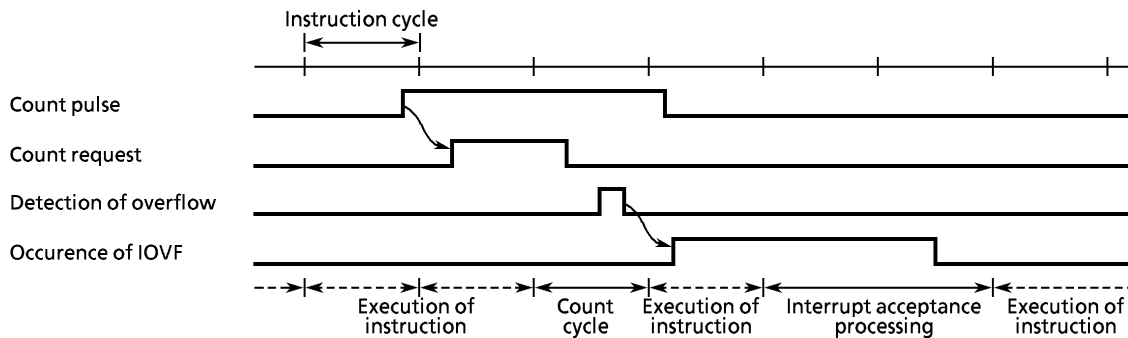 Instruction cycle
Count pulse
Count request
Detection of overflow
Occurence of IOVF
Execution of
instruction
Count
cycle
Execution of
instruction
Interrupt acceptance
processing
Execution of
instruction